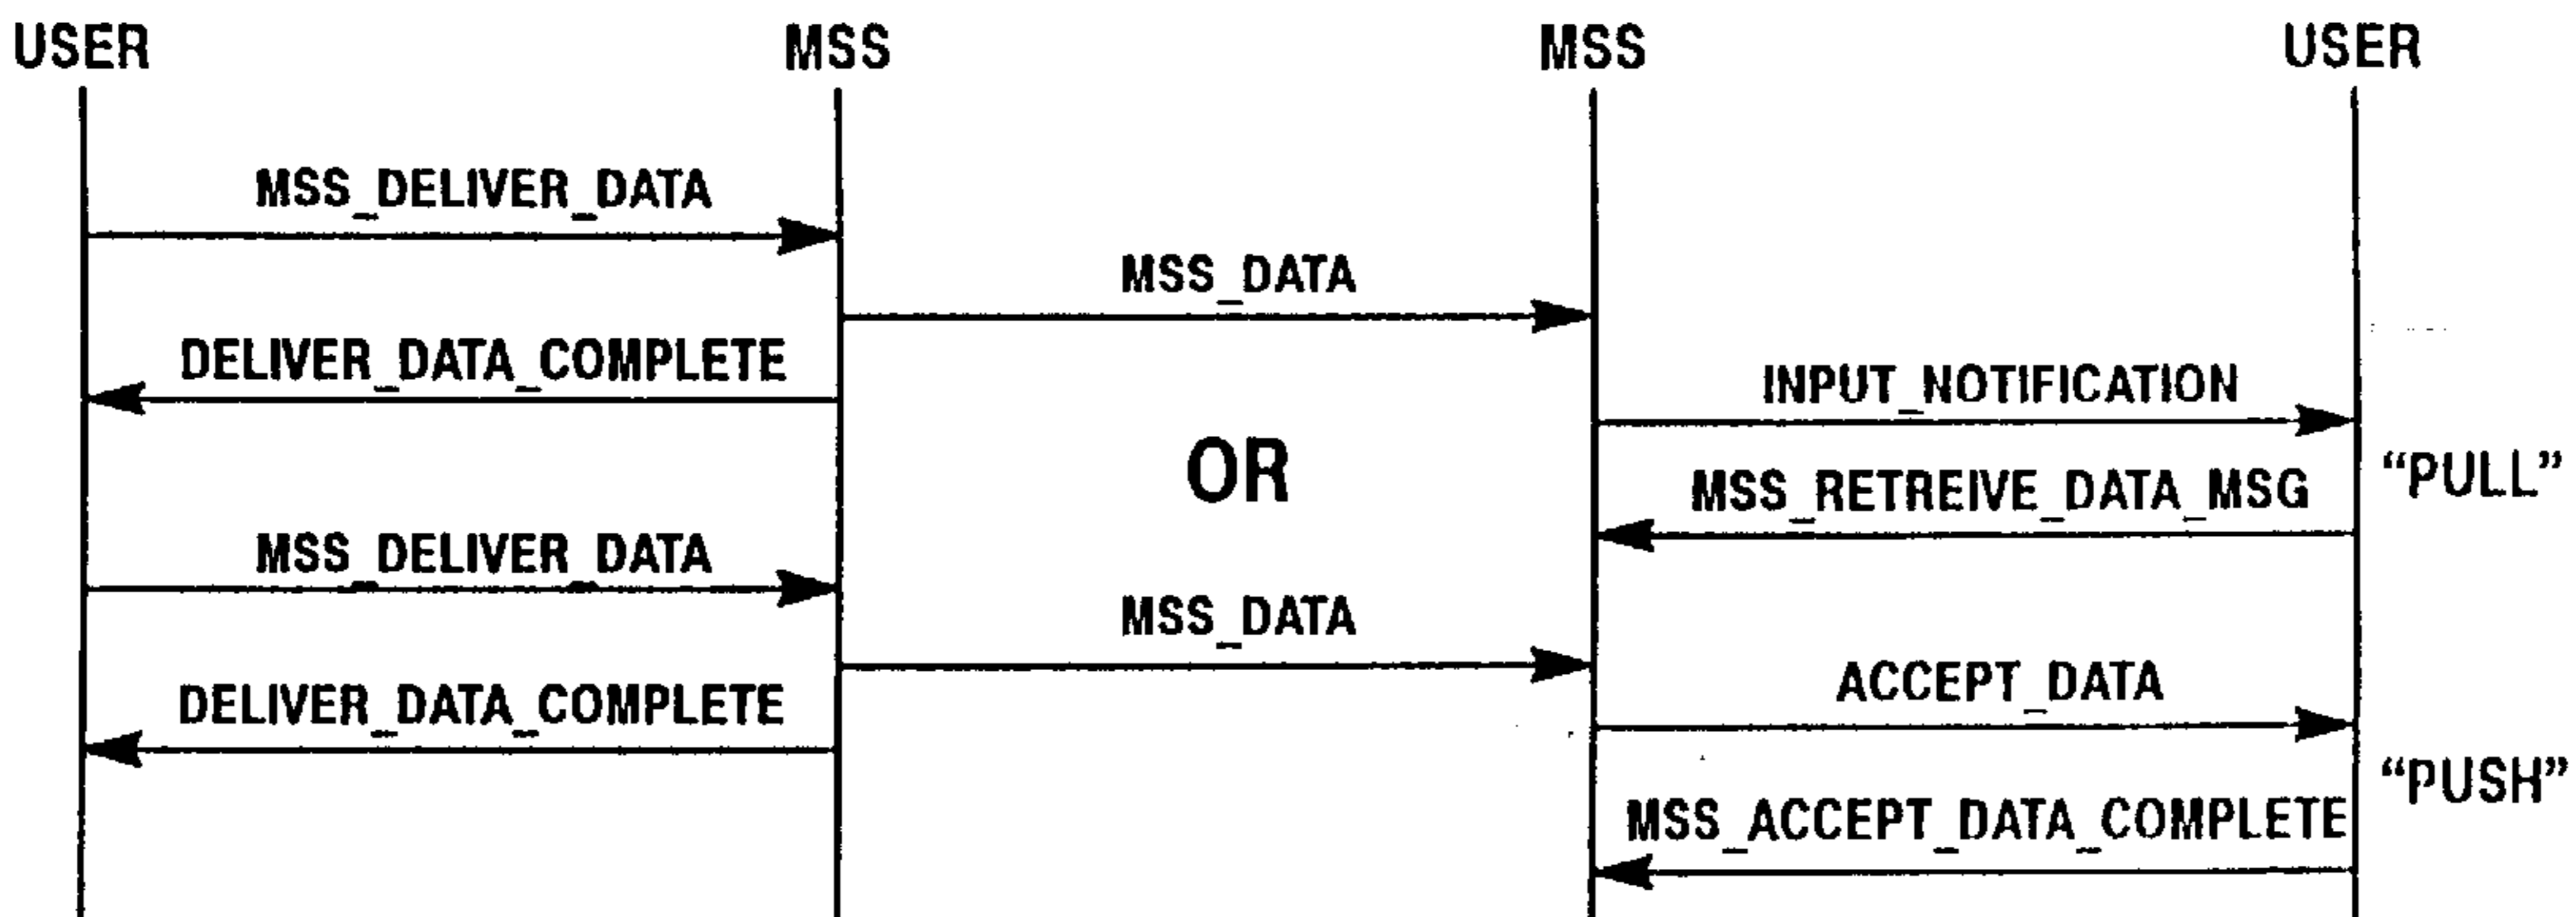 USER MSS MSS USER
MSS_DELIVER_DATA
MSS_DATA
DELIVER_DATA_COMPLETE
INPUT_NOTIFICATION
OR
"PULL"
MSS_RETREIVE_DATA_MSG
MSS_DELIVER_DATA
MSS_DATA
ACCEPT_DATA
DELIVER_DATA_COMPLETE
"PUSH"
MSS_ACCEPT_DATA_COMPLETE